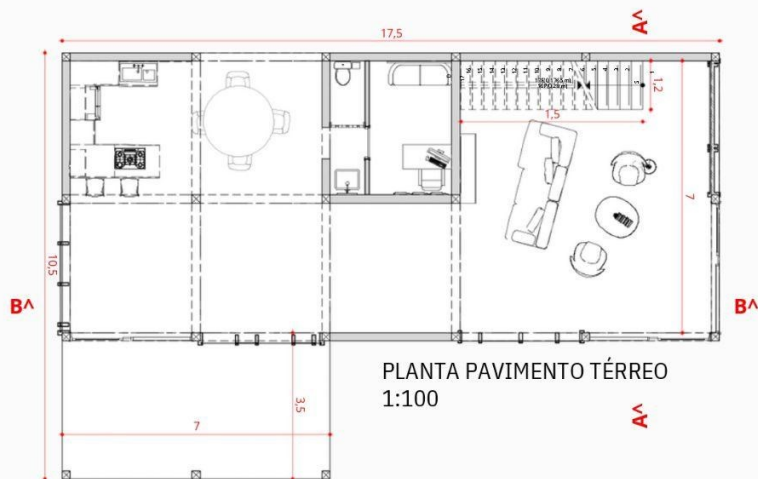 A^
17,5
1,2
1,5
7
10,5
B^
B^
PLANTA PAVIMENTO TÉRREO
1:100
3,5
7
A^